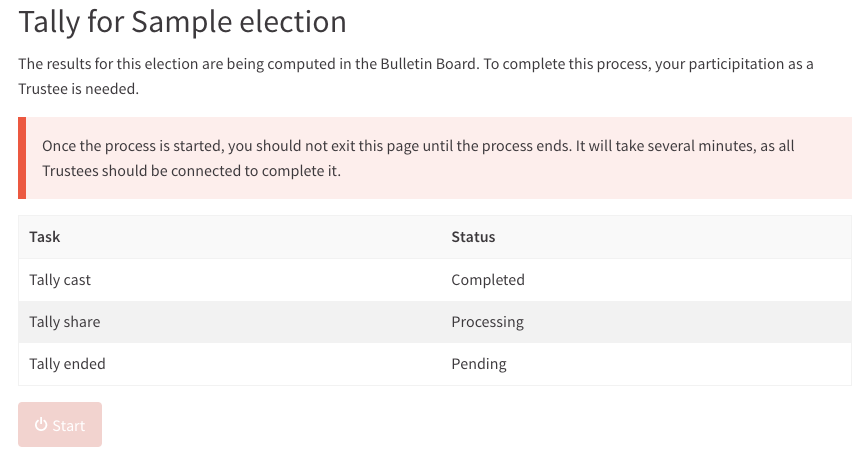 Tally for Sample election
The results for this election are being computed in the Bulletin Board. To complete this process, your participitation as a
Trustee is needed.
Once the process is started, you should not exit this page until the process ends. It will take several minutes, as all
Trustees should be connected to complete it.
Task Status
Tally cast Completed
Tally share Processing
Tally ended Pending
Start